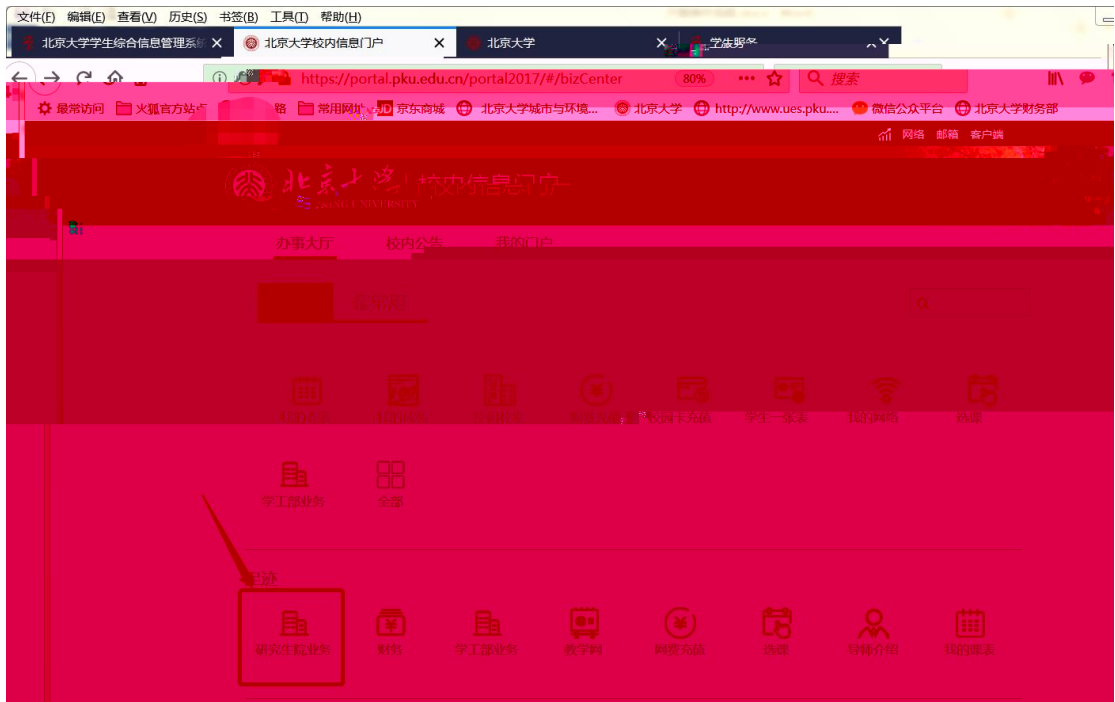 文件(F) 编辑(E) 查看(V) 历史(S) 书签(B) 工具(T) 帮助(H)
北京大学学生综合信息管理系统 北京大学校内信息门户 北京大学
https://portal.pku.edu.cn/portal2017/#/bizCenter 80% 搜索
最常访问 火狐官方站点 常用网址 JD 京东商城 北京大学城市与环境... 北京大学 http://www.ues.pku.... 微信公众平台 北京大学财务部
网络 邮箱 客户端
北京大学 校内信息门户
办事大厅 校内公告 我的门户
校园卡充值 学生一张表 我的网络 选课
学工部业务 全部
足迹
研究生院业务 财务 学工部业务 教学网 网费充值 选课 导师介绍 我的课表